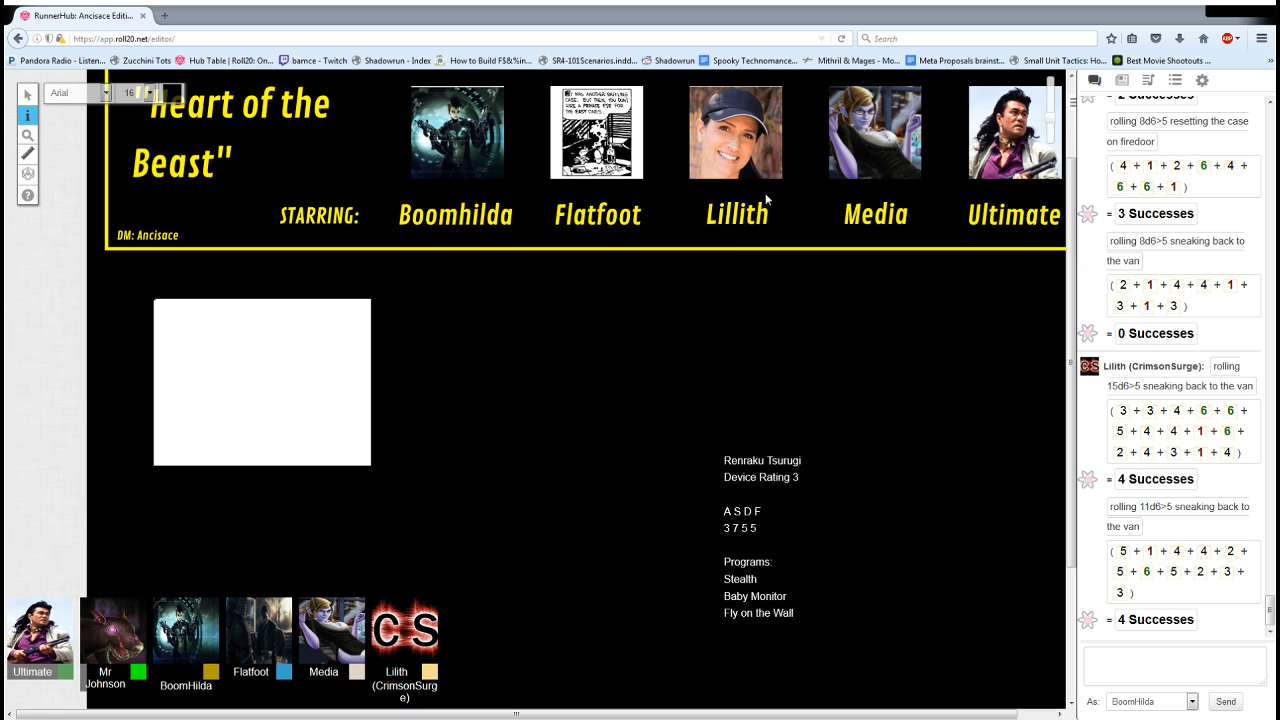 RunnerHub: Ancisace Editi...
https://app.roll20.net/editor/
Search
Pandora Radio - Listen...
Zucchini Tots
Hub Table | Roll20: On...
bamce - Twitch
Shadowrun - Index
How to Build F$&%in...
SR4-101Scenarios.indd...
Shadowrun
Spooky Technomance...
Mithril & Mages - Mo...
Meta Proposals brainst...
Small Unit Tactics: Ho...
Best Movie Shootouts ...
Arial
16
"Heart of the
Beast"
STARRING:
DM: Ancisace
Boomhilda
Flatfoot
Lillith
Media
Ultimate
Renraku Tsurugi
Device Rating 3
A S D F
3 7 5 5
Programs:
Stealth
Baby Monitor
Fly on the Wall
Ultimate
Mr
Johnson
BoomHilda
Flatfoot
Media
CS
Lilith
(CrimsonSurg
e)
2 Successes
rolling 8d6>5 resetting the case
on firedoor
( 4 + 1 + 2 + 6 + 4 +
6 + 6 + 1 )
= 3 Successes
rolling 8d6>5 sneaking back to
the van
( 2 + 1 + 4 + 4 + 1 +
3 + 1 + 3 )
= 0 Successes
CS
Lilith (CrimsonSurge): rolling
15d6>5 sneaking back to the van
( 3 + 3 + 4 + 6 + 6 +
5 + 4 + 4 + 1 + 6 +
2 + 4 + 3 + 1 + 4 )
= 4 Successes
rolling 11d6>5 sneaking back to
the van
( 5 + 1 + 4 + 4 + 2 +
5 + 6 + 5 + 2 + 3 +
3 )
= 4 Successes
As:
BoomHilda
Send